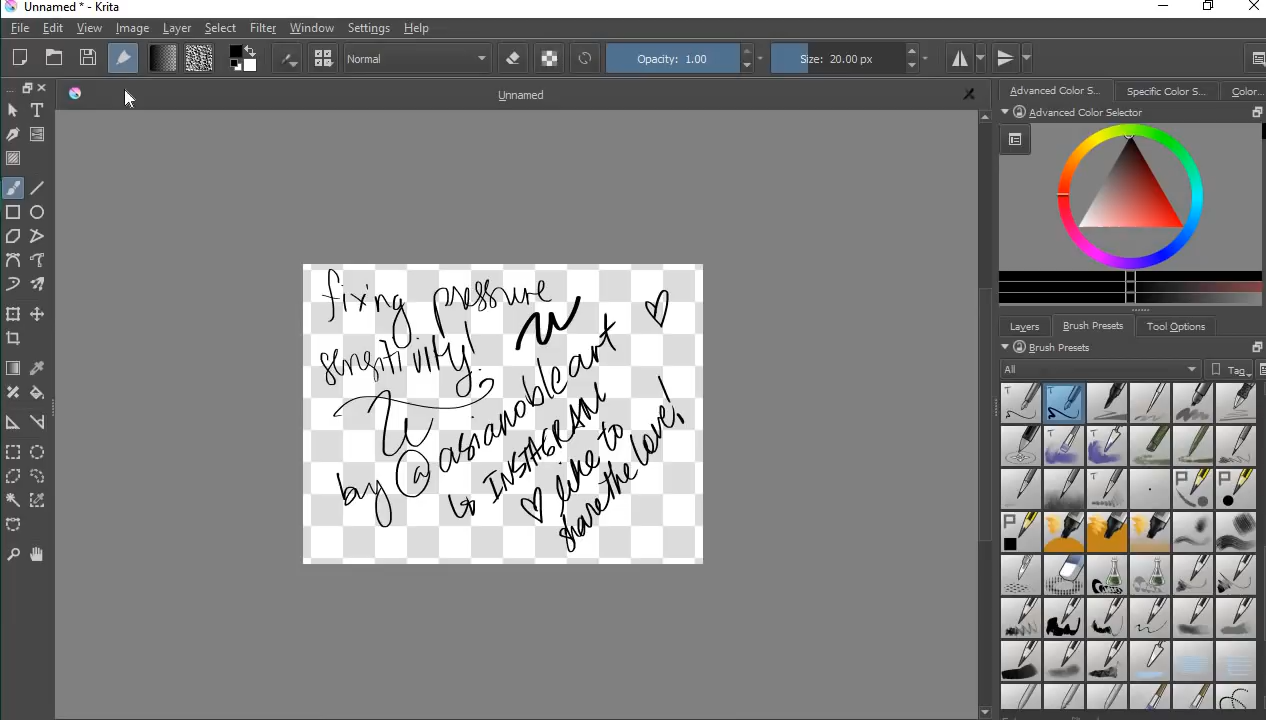 Unnamed * - Krita
File Edit View Image Layer Select Filter Window Settings Help
Normal Opacity: 1.00 Size: 20.00 px
Unnamed
Advanced Color S... Specific Color S... Color...
Advanced Color Selector
fixing pressure
sensitivity!
by @asianobleart
INSTAGRAM
like to
share the love!
Layers Brush Presets Tool Options
Brush Presets
All Tag